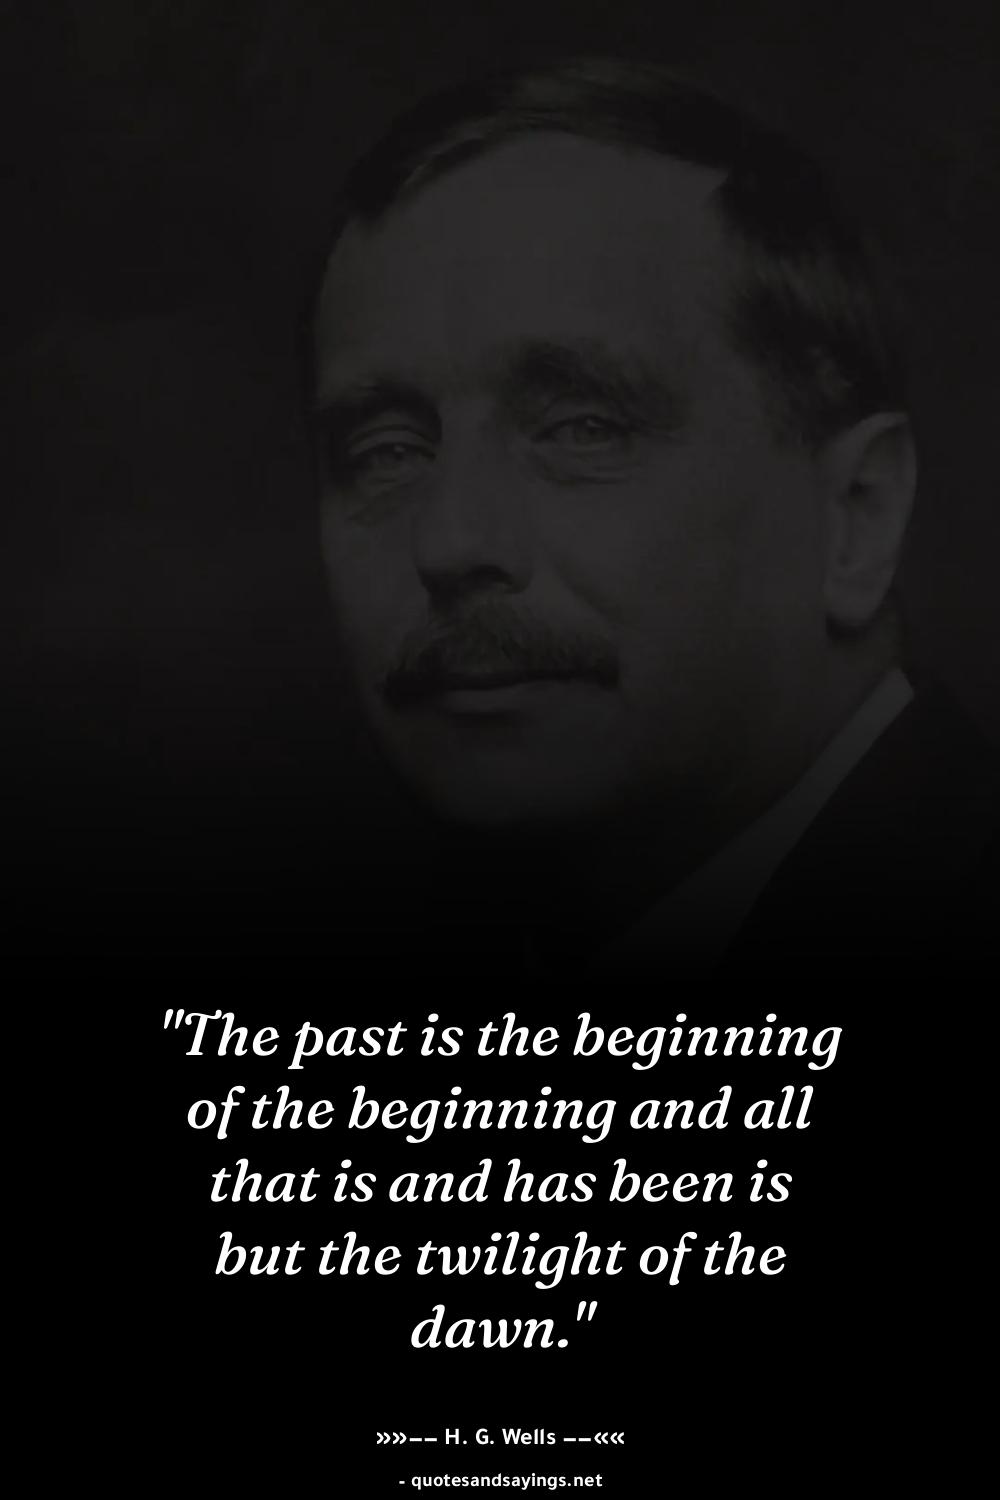 "The past is the beginning
of the beginning and all
that is and has been is
but the twilight of the
dawn."
»»–– H. G. Wells ––««
- quotesandsayings.net